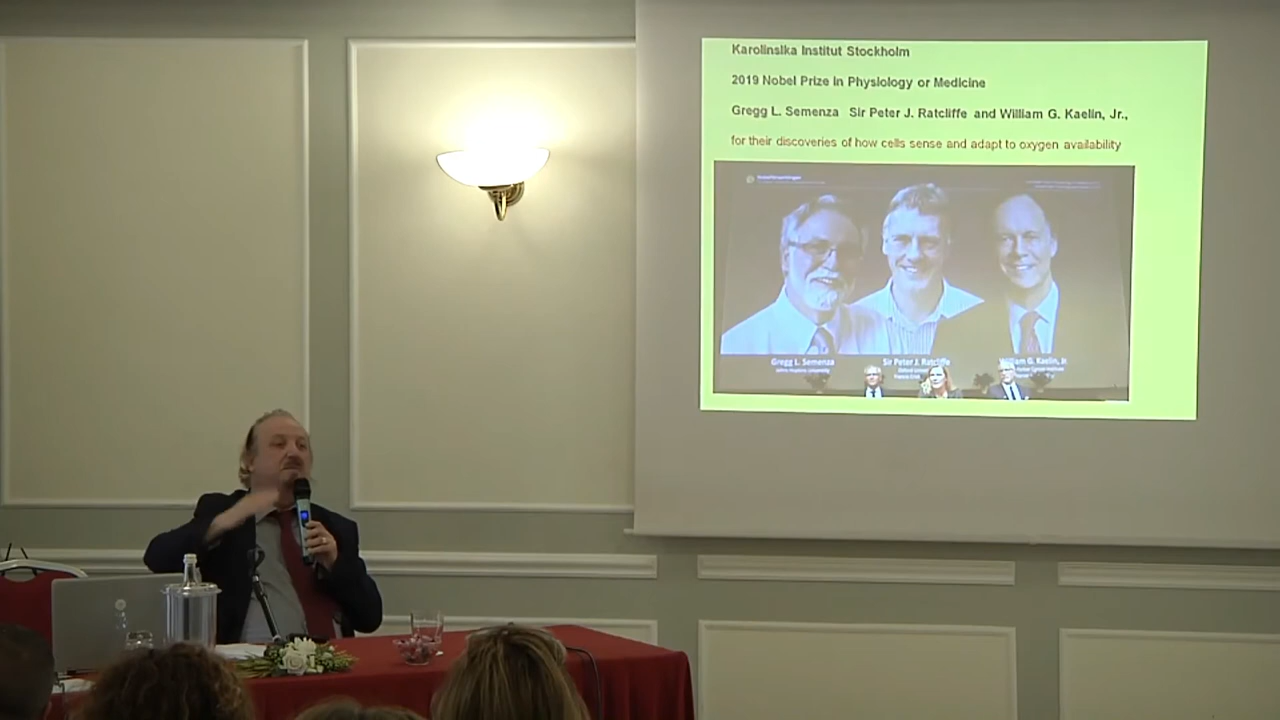 Karolinsika Institut Stockholm
2019 Nobel Prize in Physiology or Medicine
Gregg L. Semenza Sir Peter J. Ratcliffe and William G. Kaelin, Jr.,
for their discoveries of how cells sense and adapt to oxygen availability
Gregg L. Semenza Sir Peter J. Ratcliffe William G. Kaelin, Jr